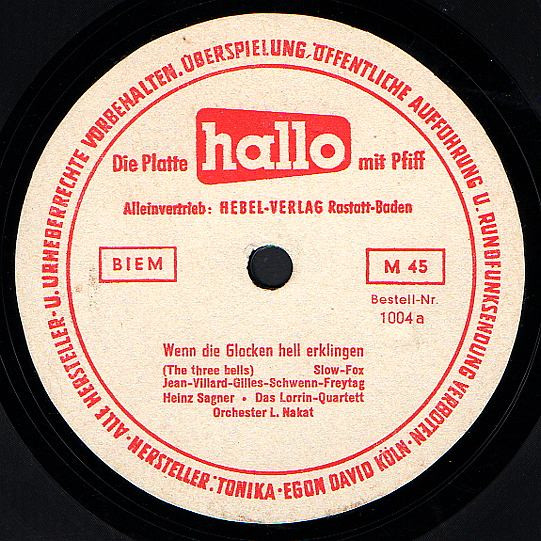 ALLE HERSTELLER- U. URHEBERRECHTE VORBEHALTEN. ÜBERSPIELUNG, ÖFFENTLICHE AUFFÜHRUNG U. RUNDFUNKSENDUNG VERBOTEN · HERSTELLER: TONIKA · EGON DAVID KÖLN ·
Die Platte hallo mit Pfiff
Alleinvertrieb: HEBEL-VERLAG Rastatt-Baden
BIEM
M 45
Bestell-Nr.
1004 a
Wenn die Glocken hell erklingen
(The three bells) Slow-Fox
Jean-Villard-Gilles-Schwenn-Freytag
Heinz Sagner · Das Lorrin-Quartett
Orchester L. Nakat